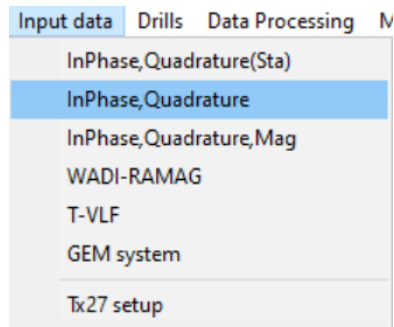 Input data Drills Data Processing
InPhase,Quadrature(Sta)
InPhase,Quadrature
InPhase,Quadrature,Mag
WADI-RAMAG
T-VLF
GEM system
Tx27 setup